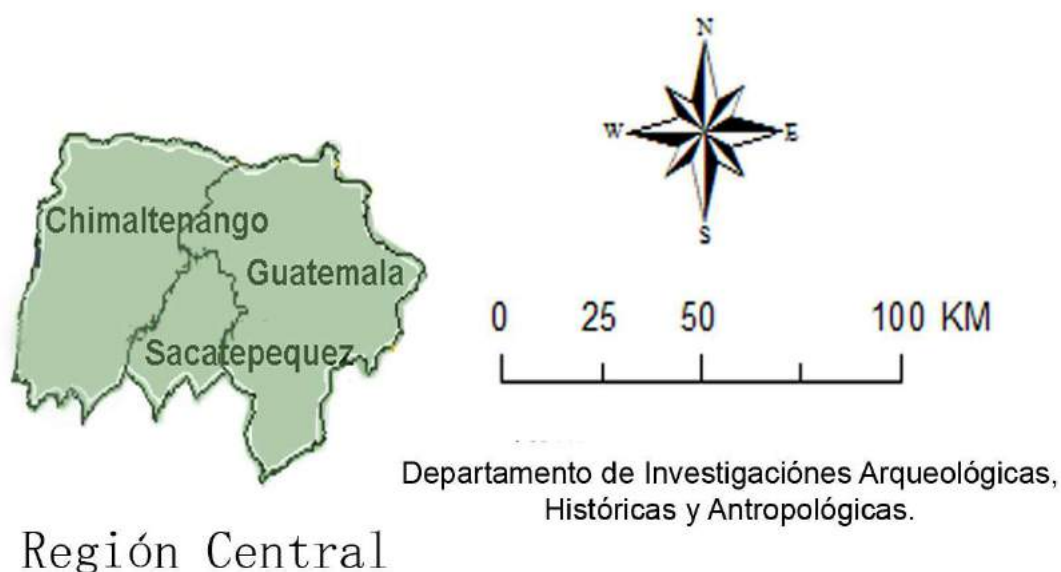 N
W E
S
Chimaltenango
Guatemala
Sacatepequez
0 25 50 100 KM
Departamento de Investigaciónes Arqueológicas,
Históricas y Antropológicas.
Región Central